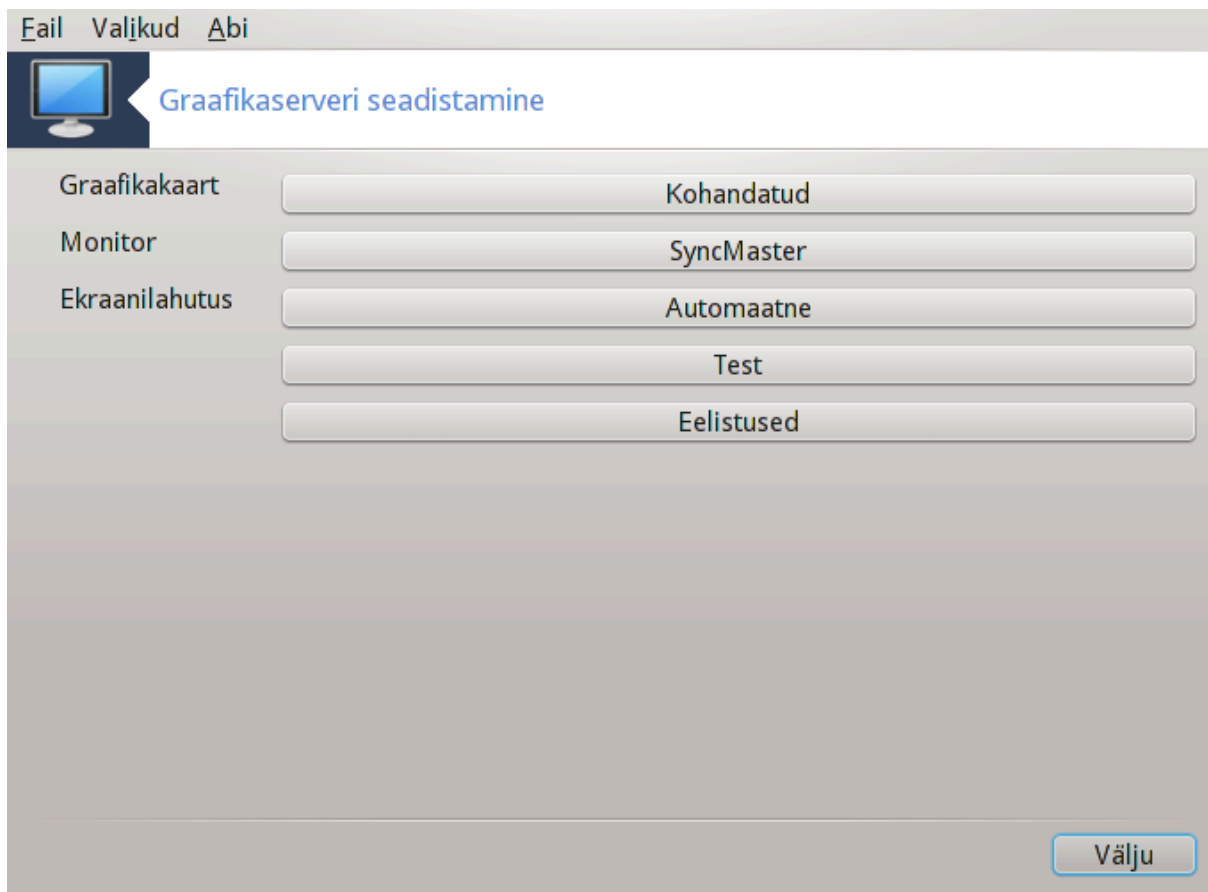 Fail Valikud Abi
Graafikaserveri seadistamine
Graafikakaart Kohandatud
Monitor SyncMaster
Ekraanilahutus Automaatne
Test
Eelistused
Välju